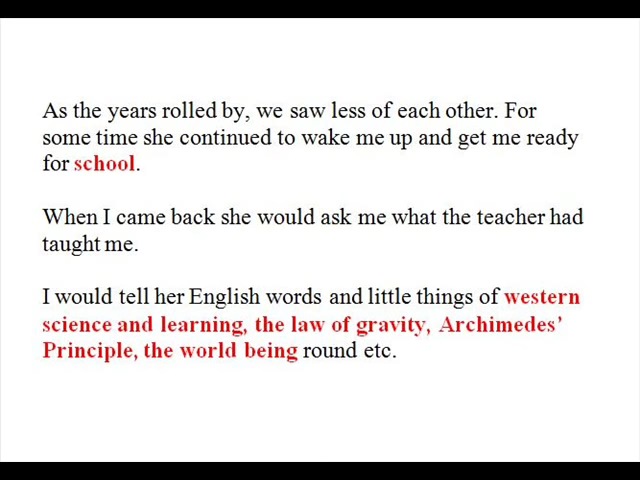 As the years rolled by, we saw less of each other. For
some time she continued to wake me up and get me ready
for school.
When I came back she would ask me what the teacher had
taught me.
I would tell her English words and little things of western
science and learning, the law of gravity, Archimedes’
Principle, the world being round etc.